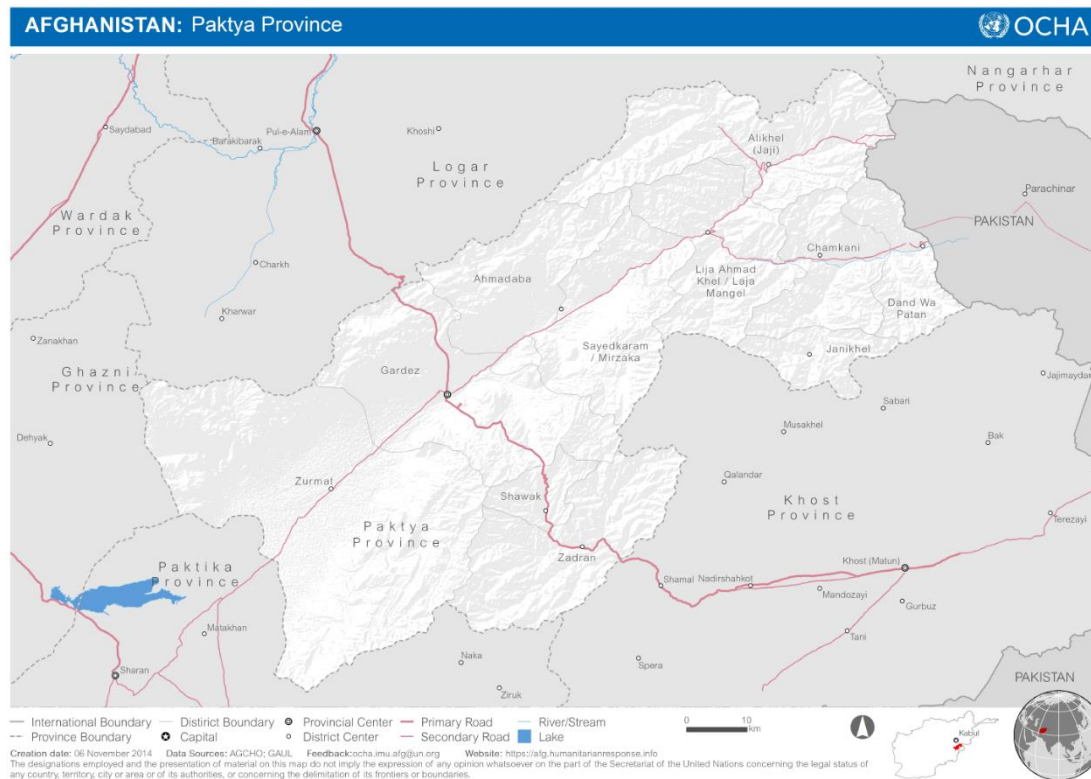 AFGHANISTAN: Paktya Province
OCHA
Nangarhar
Province
Saydabad
Pul-e-Alam
Khoshi
Barakibarak
Alikhel
(Jaji)
Logar
Province
Parachinar
Wardak
Province
PAKISTAN
Chamkani
Charkh
Ahmadaba
Lija Ahmad
Khel / Laja
Mangel
Dand Wa
Patan
Kharwar
Zanakhan
Sayedkaram
/ Mirzaka
Janikhel
Ghazni
Province
Gardez
Jajimaydan
Sabari
Musakhel
Dehyak
Bak
Qalandar
Zurmat
Shawak
Khost
Province
Terezayi
Paktya
Province
Zadran
Paktika
Province
Khost (Matun)
Shamal
Nadirshahkot
Mandozayi
Gurbuz
Matakhan
Tani
Naka
Spera
Sharan
Ziruk
PAKISTAN
International Boundary
District Boundary
Provincial Center
Primary Road
River/Stream
0 10
km
Province Boundary
Capital
District Center
Secondary Road
Lake
Kabul
Creation date: 06 November 2014 Data Sources: AGCHO; GAUL Feedback:ocha.imu.afg@un.org Website: https://afg.humanitarianresponse.info
The designations employed and the presentation of material on this map do not imply the expression of any opinion whatsoever on the part of the Secretariat of the United Nations concerning the legal status of
any country, territory, city or area or of its authorities, or concerning the delimitation of its frontiers or boundaries.